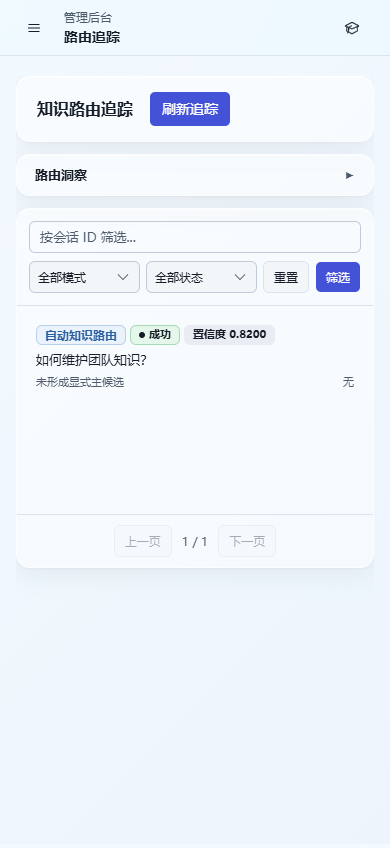 管理后台
路由追踪
知识路由追踪 刷新追踪
路由洞察
按会话 ID 筛选...
全部模式 全部状态 重置 筛选
自动知识路由 成功 置信度 0.8200
如何维护团队知识?
未形成显式主候选 无
上一页 1 / 1 下一页